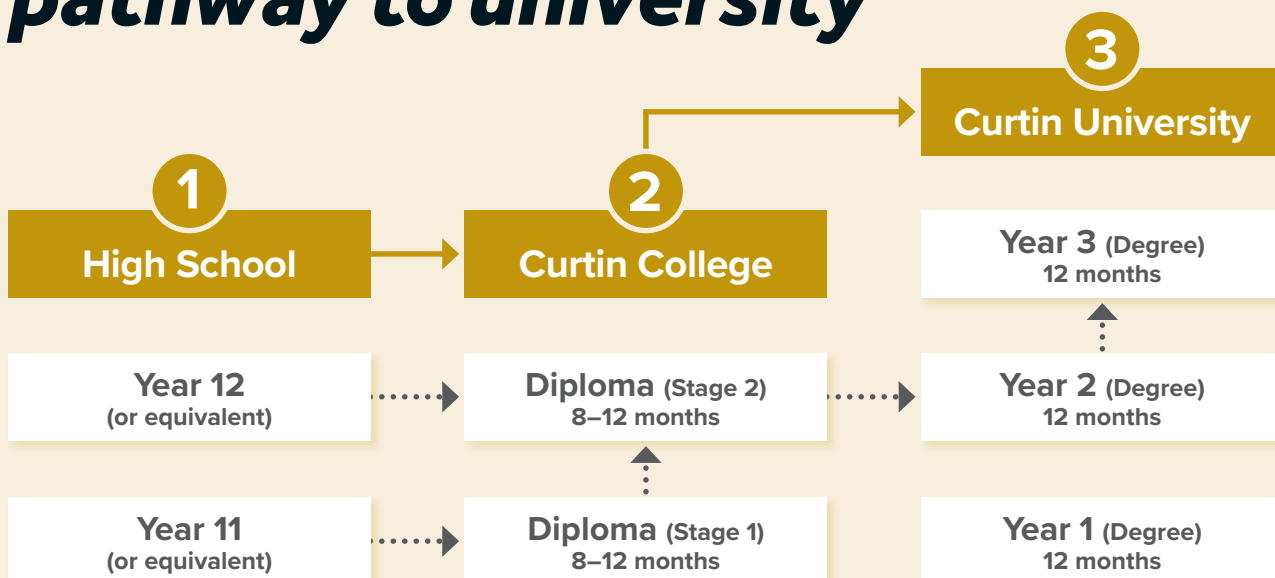 pathway to university
1
High School
Year 12
(or equivalent)
Year 11
(or equivalent)
2
Curtin College
Diploma (Stage 2)
8–12 months
Diploma (Stage 1)
8–12 months
3
Curtin University
Year 3 (Degree)
12 months
Year 2 (Degree)
12 months
Year 1 (Degree)
12 months